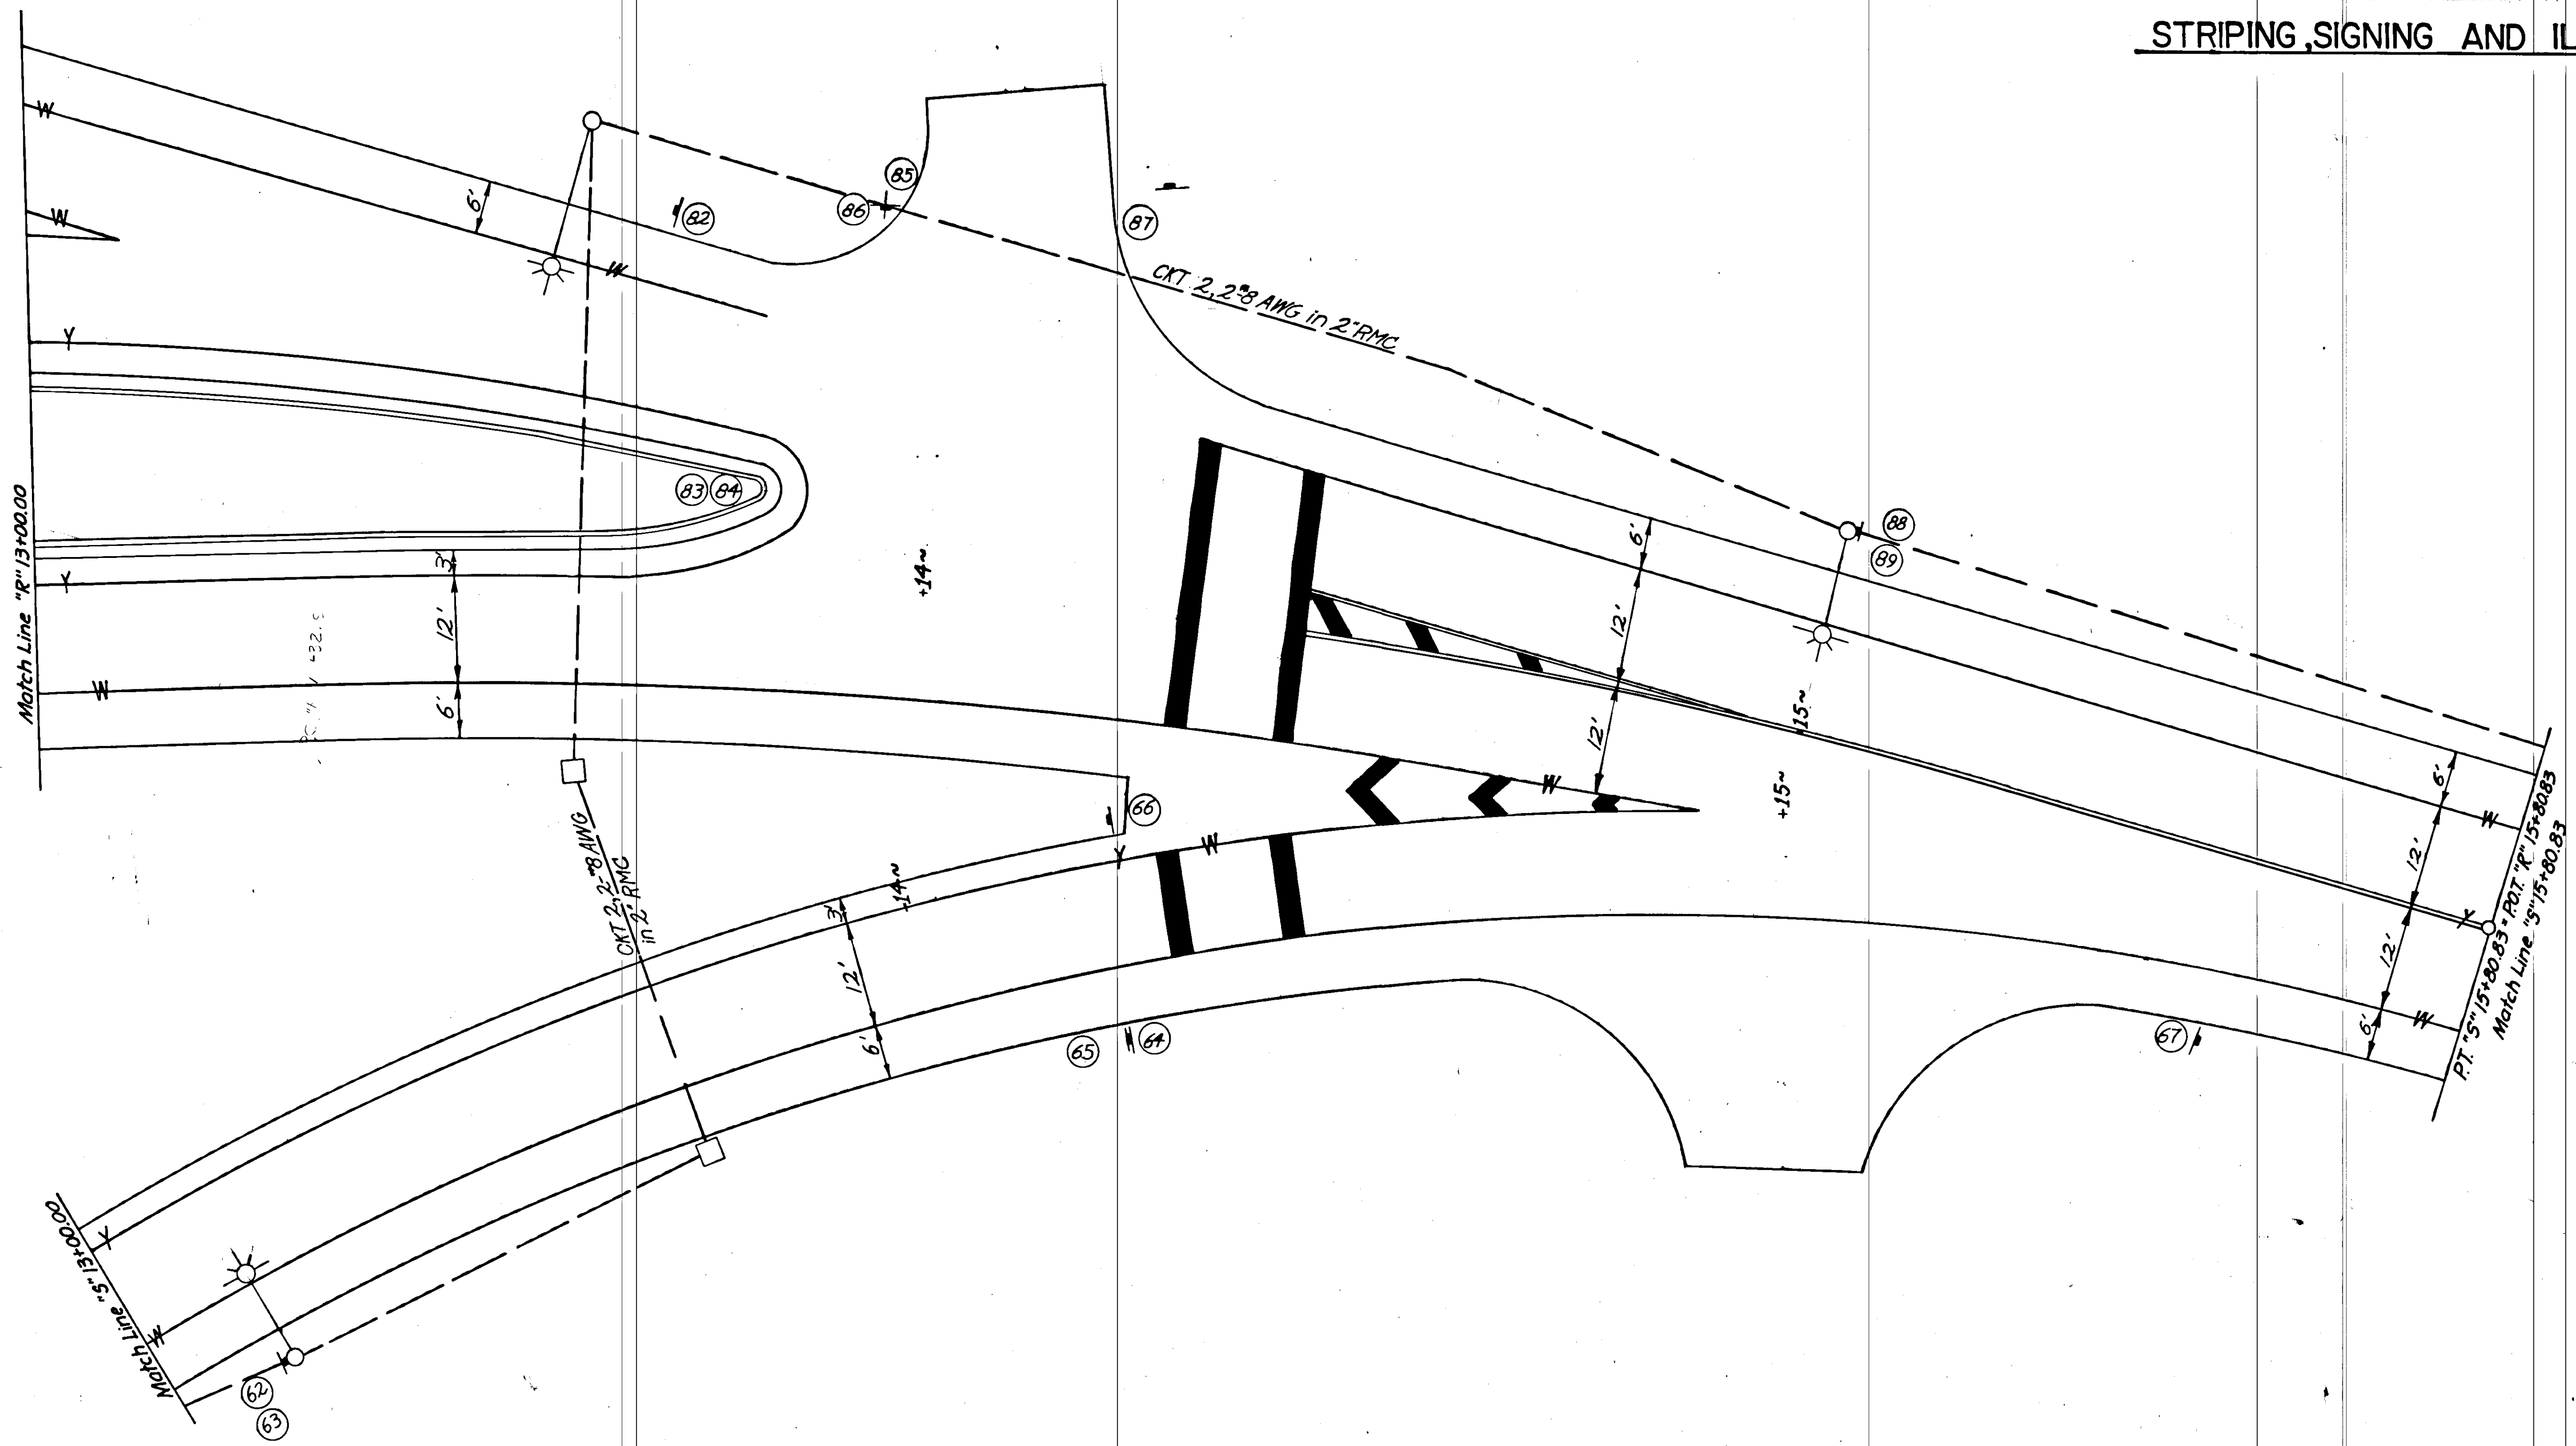 STRIPING, SIGNING AND IL
W
W
6'
82
W
85
86
87
CKT 2, 2-#8 AWG in 2" RMC
Y
83
84
Match Line "R" 13+00.00
Y
3'
12'
W
6'
+14~
6'
12'
12'
88
89
+15~
+15~
W
66
CKT 2, 2-#8 AWG
in 2" RMC
+14~
Y
W
3'
12'
6'
65
64
67
6'
W
12'
Y
12'
W
6'
P.T. "S" 15+80.83 = P.O.T. "R" 15+80.83
Match Line "S" 15+80.83
Match Line "S" 13+00.00
Y
W
62
63